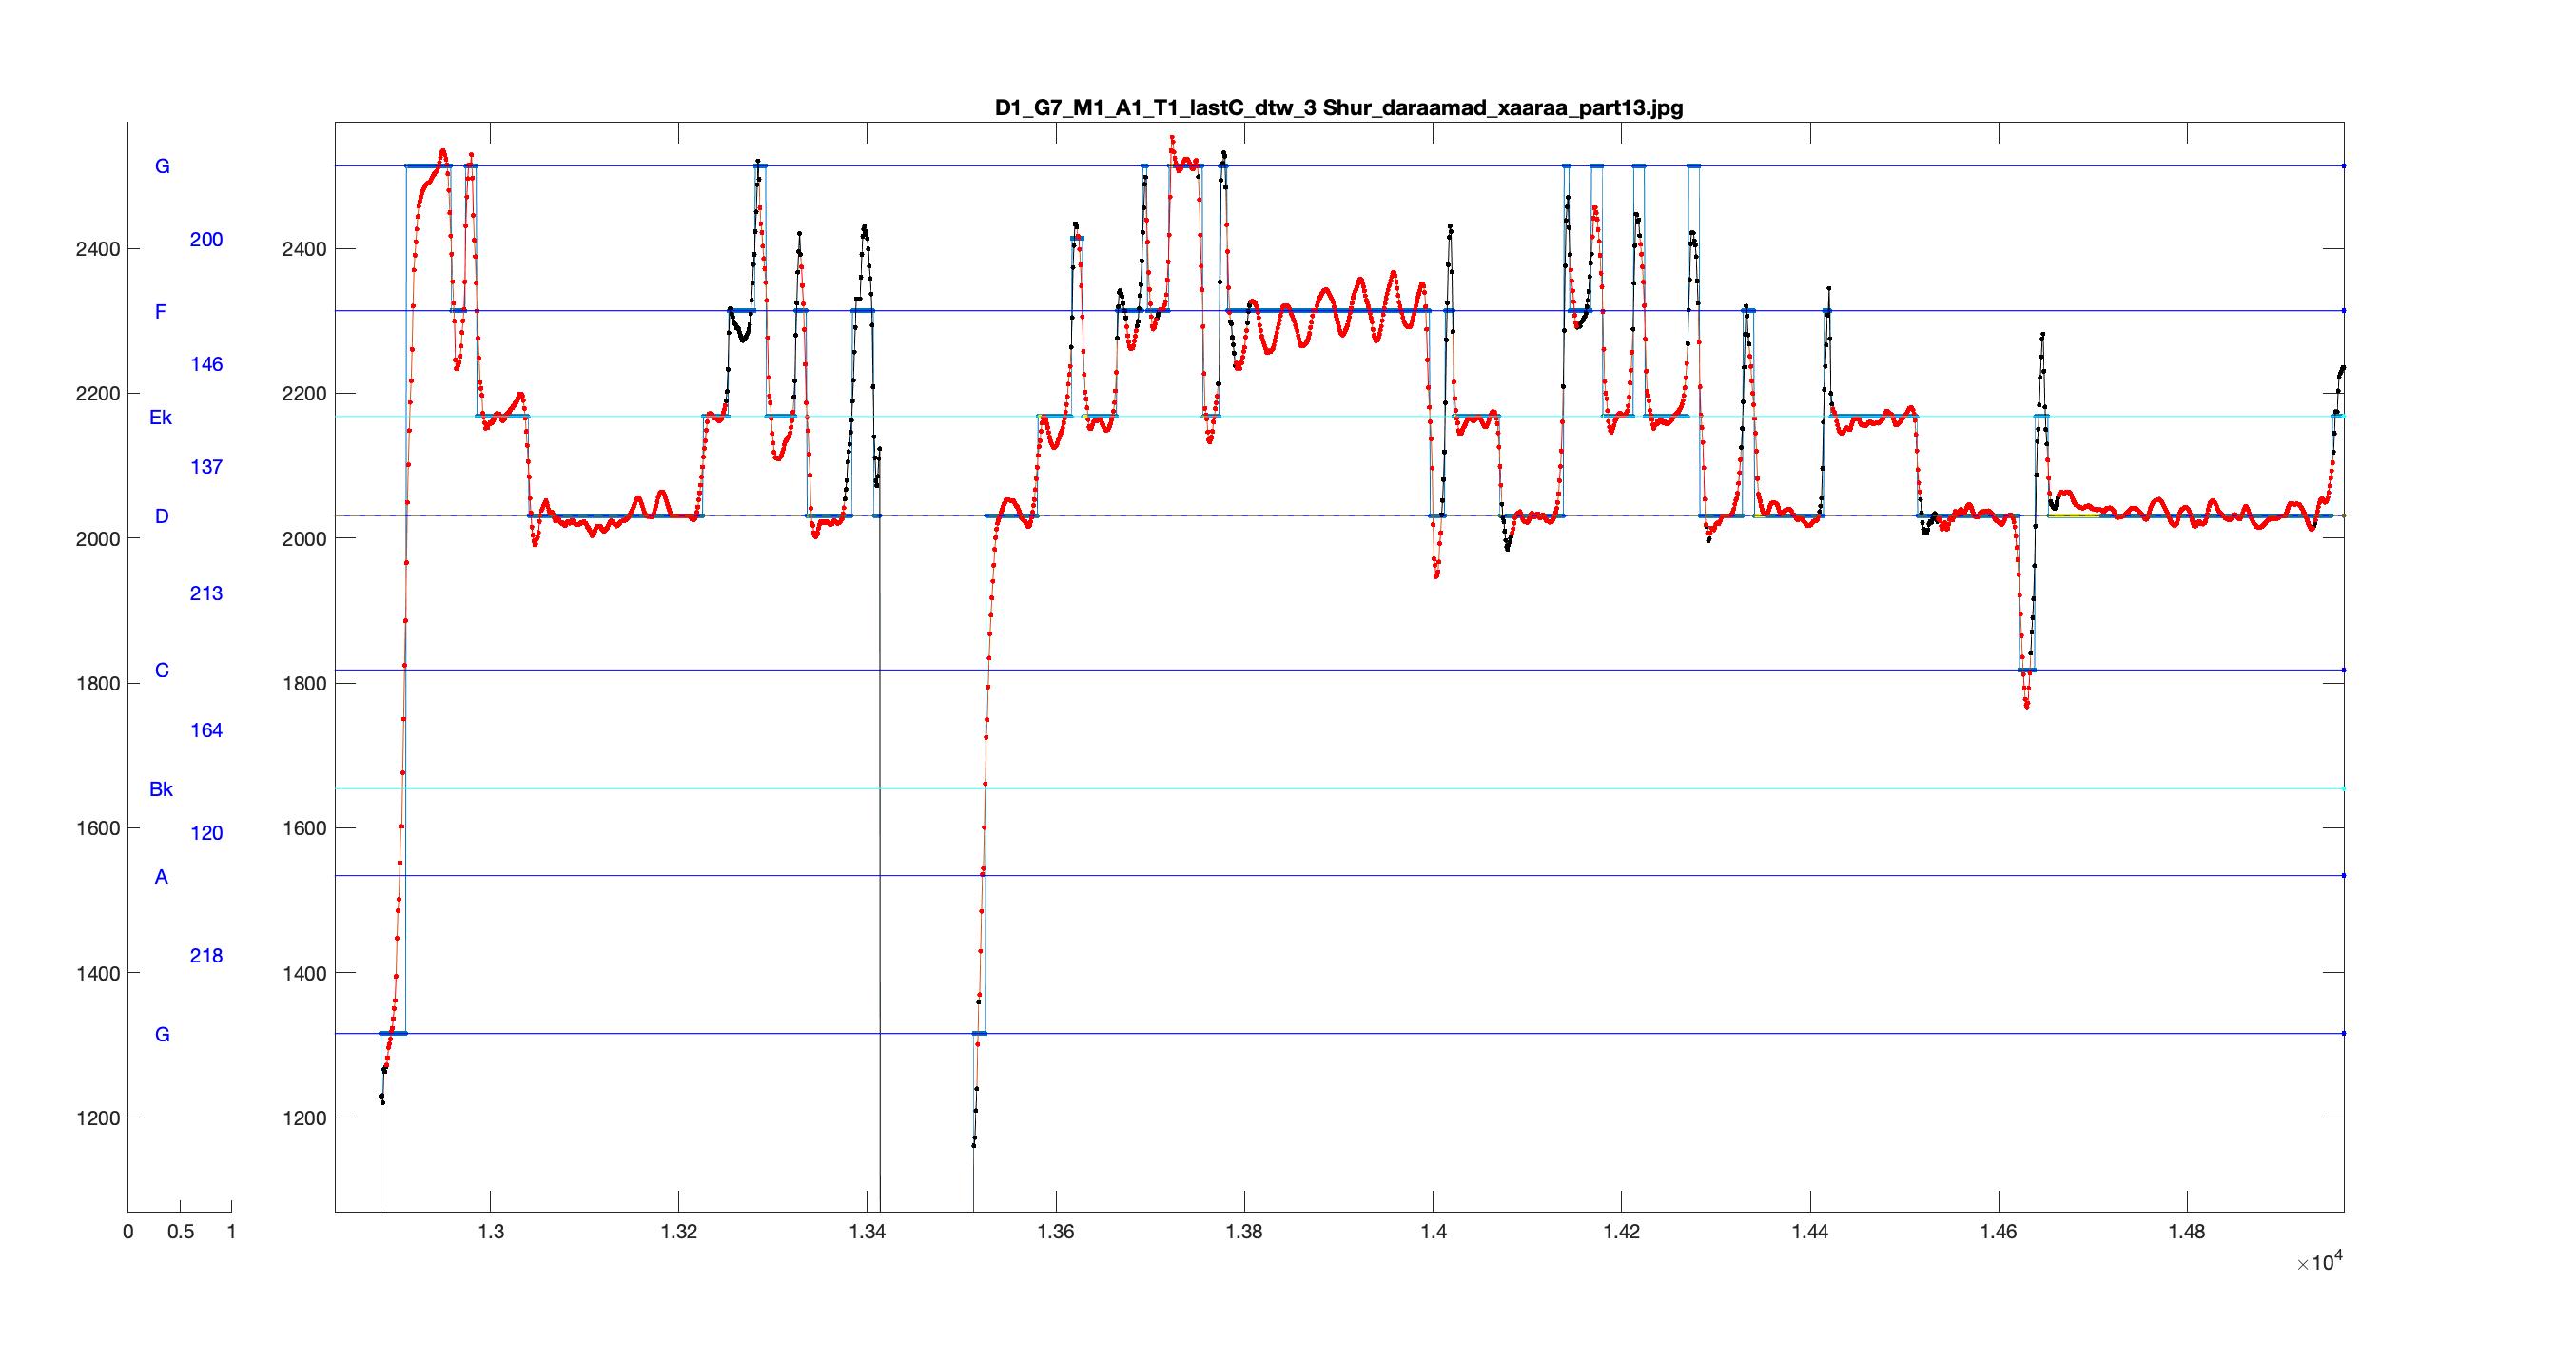 D1_G7_M1_A1_T1_lastC_dtw_3 Shur_daraamad_xaaraa_part13.jpg
G
200
2400 2400
F
146
2200 2200
Ek
137
D
2000 2000
213
C
1800 1800
164
Bk
120
1600 1600
A
218
1400 1400
G
1200 1200
0 0.5 1 1.3 1.32 1.34 1.36 1.38 1.4 1.42 1.44 1.46 1.48
×10^4